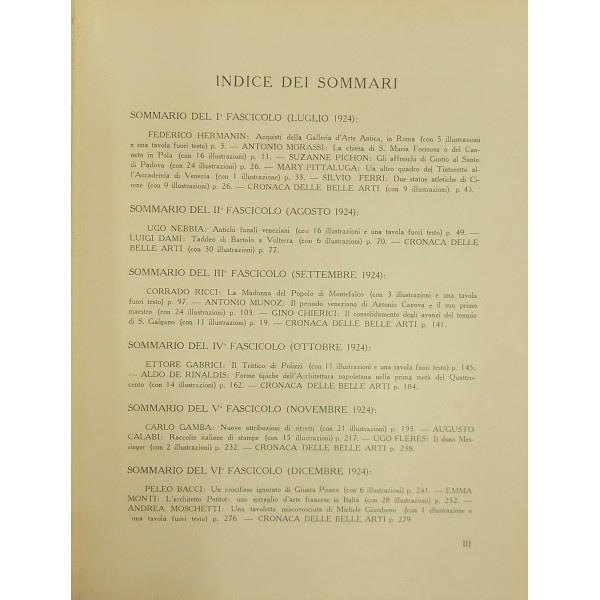 INDICE DEI SOMMARI
SOMMARIO DEL Iº FASCICOLO (LUGLIO 1924):
FEDERICO HERMANIN: Acquisti della Galleria d'Arte Antica, in Roma (con 5 illustrazioni
e una tavola fuori testo) p. 3. — ANTONIO MORASSI: La chiesa di S. Maria Formosa o del Can-
neto in Pola (con 16 illustrazioni) p. 11. — SUZANNE PICHON: Gli affreschi di Giotto al Santo
di Padova (con 24 illustrazioni) p. 26. — MARY PITTALUGA: Un altro quadro del Tintoretto al-
l'Accademia di Venezia (con 1 illustrazione) p. 33. — SILVIO FERRI: Due statue atletiche di Ci-
rene (con 9 illustrazioni) p. 26. — CRONACA DELLE BELLE ARTI (con 9 illustrazioni) p. 43.
SOMMARIO DEL IIº FASCICOLO (AGOSTO 1924):
UGO NEBBIA: Antichi fanali veneziani (con 16 illustrazioni e una tavola fuori testo) p. 49. —
LUIGI DAMI: Taddeo di Bartolo a Volterra (con 6 illustrazioni) p. 70. — CRONACA DELLE
BELLE ARTI (con 30 illustrazioni) p. 77.
SOMMARIO DEL IIIº FASCICOLO (SETTEMBRE 1924):
CORRADO RICCI: La Madonna del Popolo di Montefalco (con 3 illustrazioni e una tavola
fuori testo) p. 97. — ANTONIO MUNOZ: Il periodo veneziano di Antonio Canova e il suo primo
maestro (con 24 illustrazioni) p. 103. — GINO CHIERICI: Il consolidamento degli avanzi del tempio
di S. Galgano (con 11 illustrazioni) p. 19. — CRONACA DELLE BELLE ARTI p. 141.
SOMMARIO DEL IVº FASCICOLO (OTTOBRE 1924):
ETTORE GABRICI: Il Trittico di Polizzi (con 11 illustrazioni e una tavola fuori testo) p. 145.
— ALDO DE RINALDIS: Forme tipiche dell'Architettura napoletana nella prima metà del Quattro-
cento (con 14 illustrazioni) p. 162. — CRONACA DELLE BELLE ARTI p. 184.
SOMMARIO DEL Vº FASCICOLO (NOVEMBRE 1924):
CARLO GAMBA: Nuove attribuzioni di ritratti (con 21 illustrazioni) p. 193. — AUGUSTO
CALABI: Raccolte italiane di stampe (con 15 illustrazioni) p. 217. — UGO FLERES: Il dono Mes-
singer (con 2 illustrazioni) p. 232. — CRONACA DELLE BELLE ARTI p. 238.
SOMMARIO DEL VIº FASCICOLO (DICEMBRE 1924):
PELEO BACCI: Un crocifisso ignorato di Giunta Pisano (con 6 illustrazioni) p. 241. — EMMA
MONTI: L'architetto Petitot: uno spiraglio d'arte francese in Italia (con 28 illustrazioni) p. 252. —
ANDREA MOSCHETTI: Una tavoletta misconosciuta di Michele Giambono (con 1 illustrazione e
una tavola fuori testo) p. 276. — CRONACA DELLE BELLE ARTI p. 279.
III